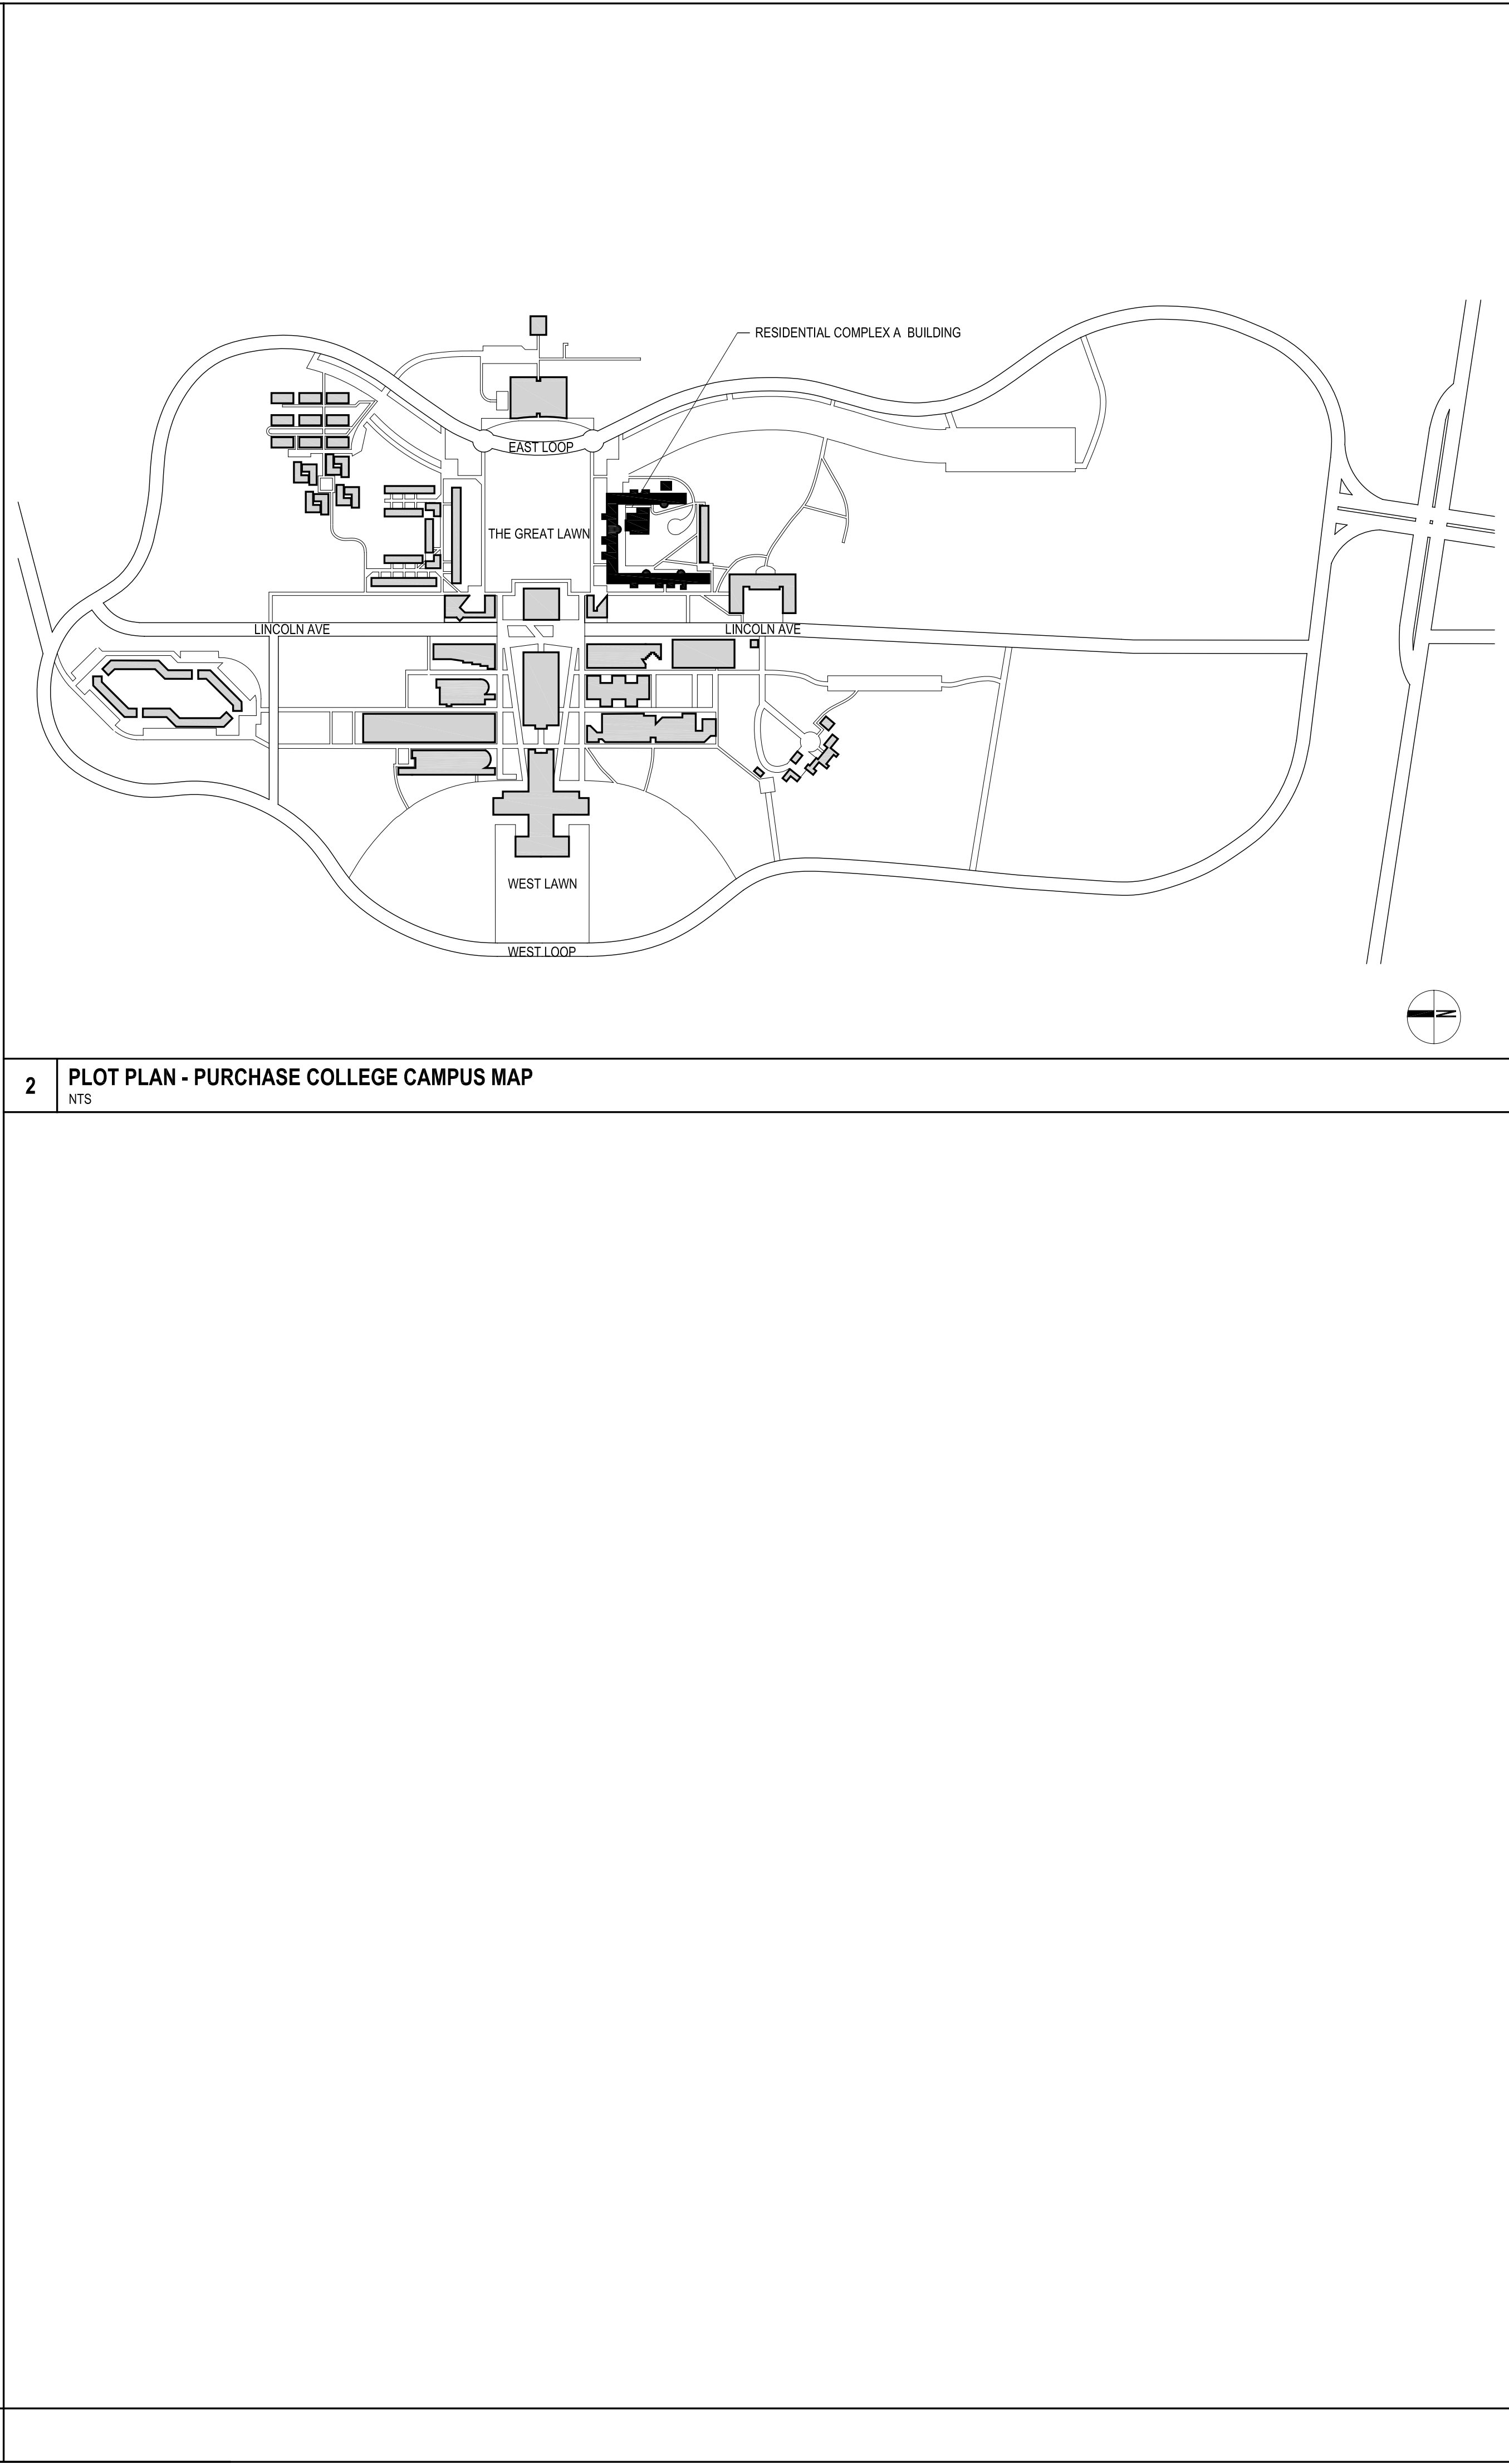 RESIDENTIAL COMPLEX A  BUILDING
EAST LOOP
THE GREAT LAWN
LINCOLN AVE
LINCOLN AVE
WEST LAWN
WEST LOOP
N
2
PLOT PLAN - PURCHASE COLLEGE CAMPUS MAP
NTS